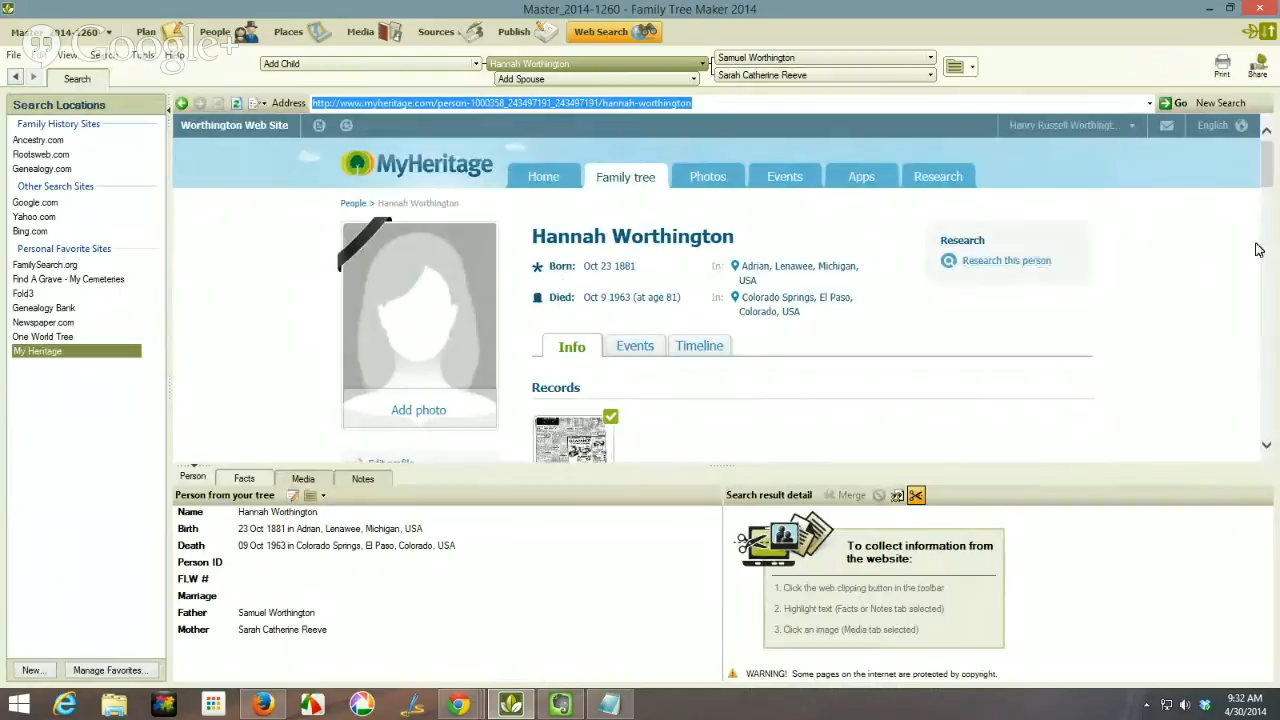 Master_2014-1260 - Family Tree Maker 2014
Master_2014-1260 Plan People Places Media Sources Publish Web Search
Google+
File View Search Tools Help
Search
Add Child
Hannah Worthington
Add Spouse
Samuel Worthington
Sarah Catherine Reeve
Print
Share
Search Locations
Family History Sites
Ancestry.com
Rootsweb.com
Genealogy.com
Other Search Sites
Google.com
Yahoo.com
Bing.com
Personal Favorite Sites
FamilySearch.org
Find A Grave - My Cemeteries
Fold3
Genealogy Bank
Newspaper.com
One World Tree
My Heritage
New...
Manage Favorites...
Address http://www.myheritage.com/person-1000358_243497191_243497191/hannah-worthington Go New Search
Worthington Web Site Henry Russell Worthingt... English
MyHeritage Home Family tree Photos Events Apps Research
People > Hannah Worthington
Add photo
Edit profile
Hannah Worthington
Born: Oct 23 1881 In: Adrian, Lenawee, Michigan,
USA
Died: Oct 9 1963 (at age 81) In: Colorado Springs, El Paso,
Colorado, USA
Research
Research this person
Info Events Timeline
Records
Person Facts Media Notes
Person from your tree
Name Hannah Worthington
Birth 23 Oct 1881 in Adrian, Lenawee, Michigan, USA
Death 09 Oct 1963 in Colorado Springs, El Paso, Colorado, USA
Person ID
FLW #
Marriage
Father Samuel Worthington
Mother Sarah Catherine Reeve
Search result detail Merge
To collect information from
the website:
1. Click the web clipping button in the toolbar
2. Highlight text (Facts or Notes tab selected)
3. Click an image (Media tab selected)
WARNING! Some pages on the internet are protected by copyright.
9:32 AM
4/30/2014